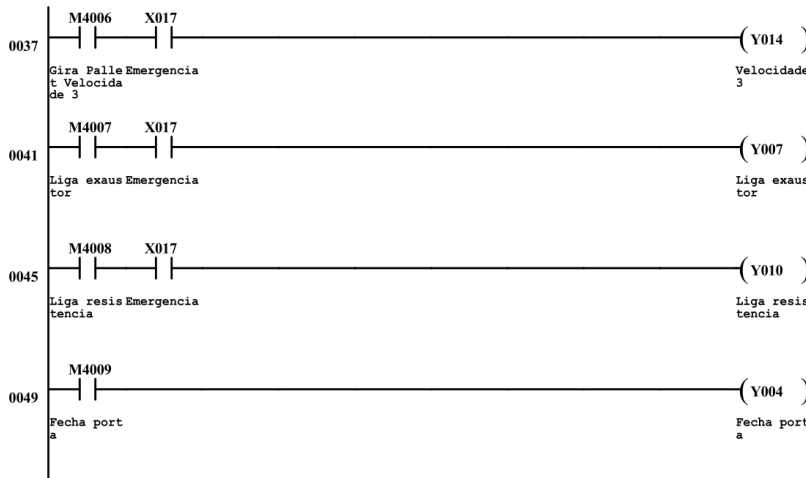 M4006 X017
0037 Y014
Gira Palle Emergencia Velocidade
t Velocida 3
de 3
M4007 X017
0041 Y007
Liga exaus Emergencia Liga exaus
tor tor
M4008 X017
0045 Y010
Liga resis Emergencia Liga resis
tencia tencia
M4009
0049 Y004
Fecha port Fecha port
a a